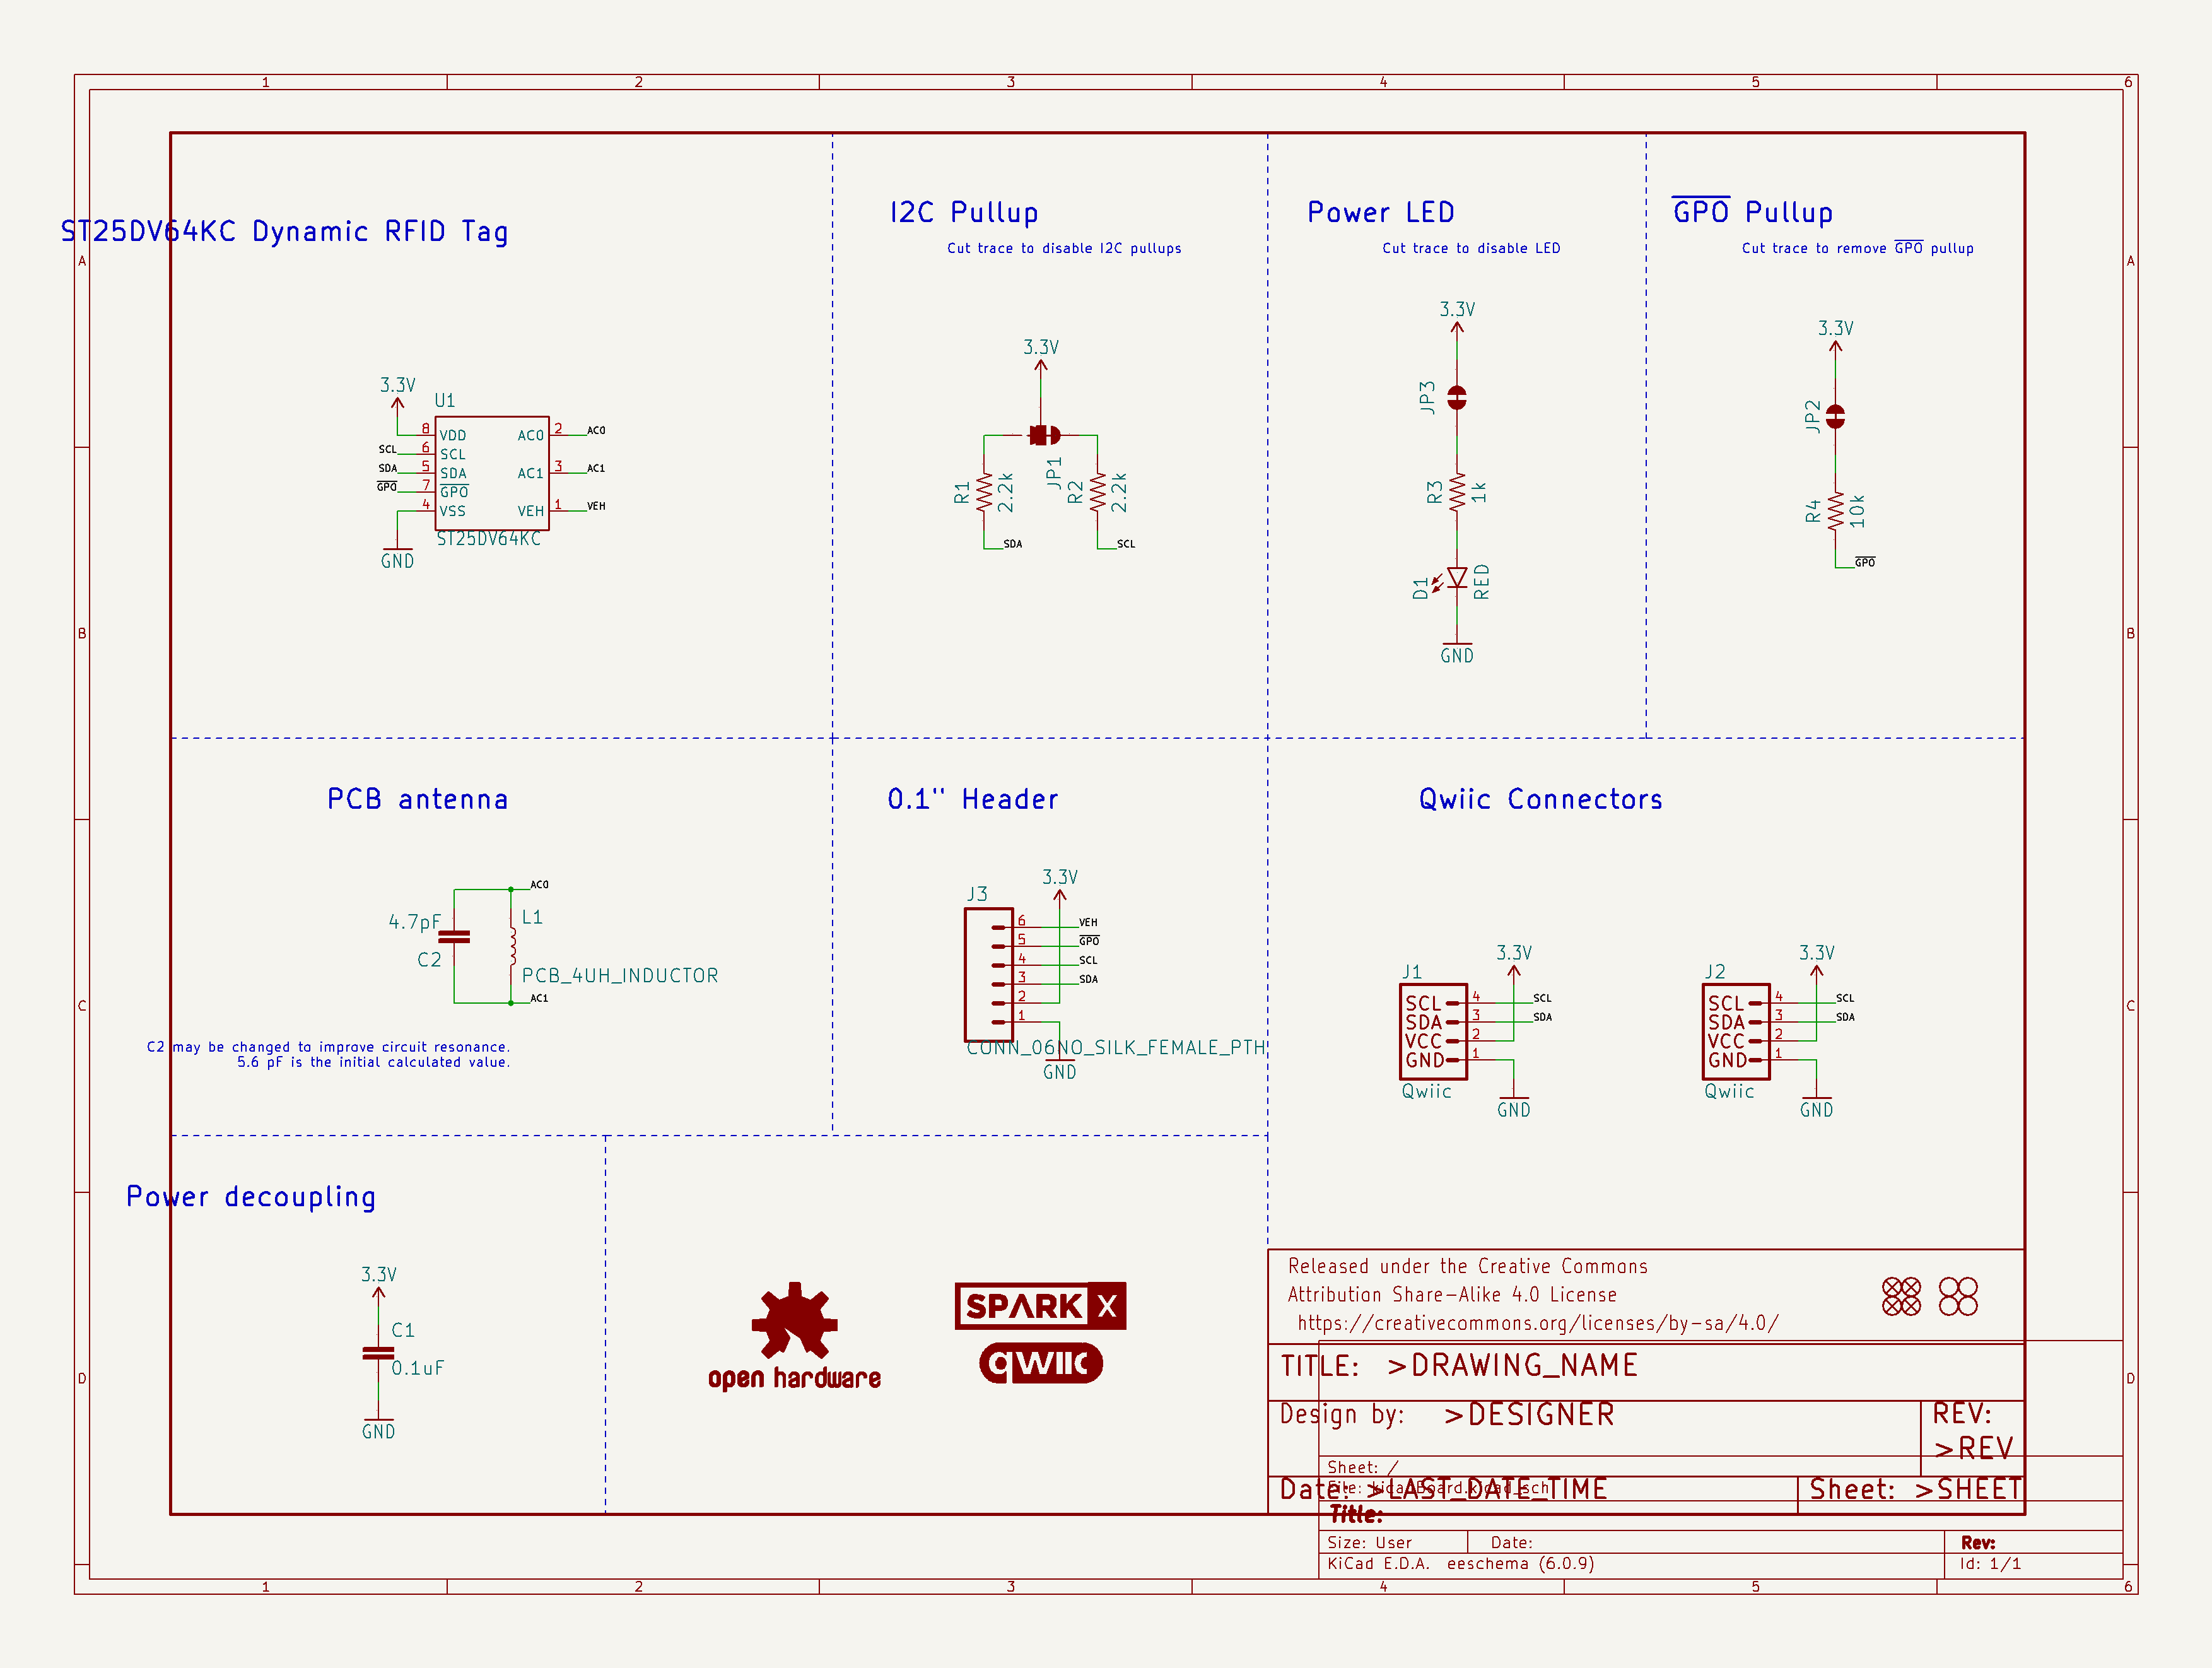 1 2 3 4 5 6
A
B
C
D
A
B
C
D
ST25DV64KC Dynamic RFID Tag
3.3V
U1
8 VDD
6 SCL
5 SDA
7 GPO
4 VSS
SCL
SDA
GPO
AC0 2 AC0
AC1 3 AC1
VEH 1 VEH
ST25DV64KC
GND
I2C Pullup
Cut trace to disable I2C pullups
3.3V
JP1
R1
2.2k
R2
2.2k
SDA
SCL
Power LED
Cut trace to disable LED
3.3V
JP3
R3
1k
D1
RED
GND
GPO Pullup
Cut trace to remove GPO pullup
3.3V
JP2
R4
10k
GPO
PCB antenna
AC0
4.7pF
L1
C2
PCB_4UH_INDUCTOR
AC1
C2 may be changed to improve circuit resonance.
5.6 pF is the initial calculated value.
0.1" Header
3.3V
J3
6 VEH
5 GPO
4 SCL
3 SDA
2
1
CONN_06NO_SILK_FEMALE_PTH
GND
Qwiic Connectors
3.3V
J1
SCL 4 SCL
SDA 3 SDA
VCC 2
GND 1
Qwiic
GND
3.3V
J2
SCL 4 SCL
SDA 3 SDA
VCC 2
GND 1
Qwiic
GND
Power decoupling
3.3V
C1
0.1uF
GND
open hardware
SPARK X
qwiic
Released under the Creative Commons
Attribution Share-Alike 4.0 License
https://creativecommons.org/licenses/by-sa/4.0/
TITLE: >DRAWING_NAME
Design by: >DESIGNER
REV:
>REV
Sheet: /
File: kicadBoard.kicad_sch
Date: >LAST_DATE_TIME
Sheet: >SHEET
Title:
Size: User Date: Rev:
KiCad E.D.A. eeschema (6.0.9) Id: 1/1
1 2 3 4 5 6